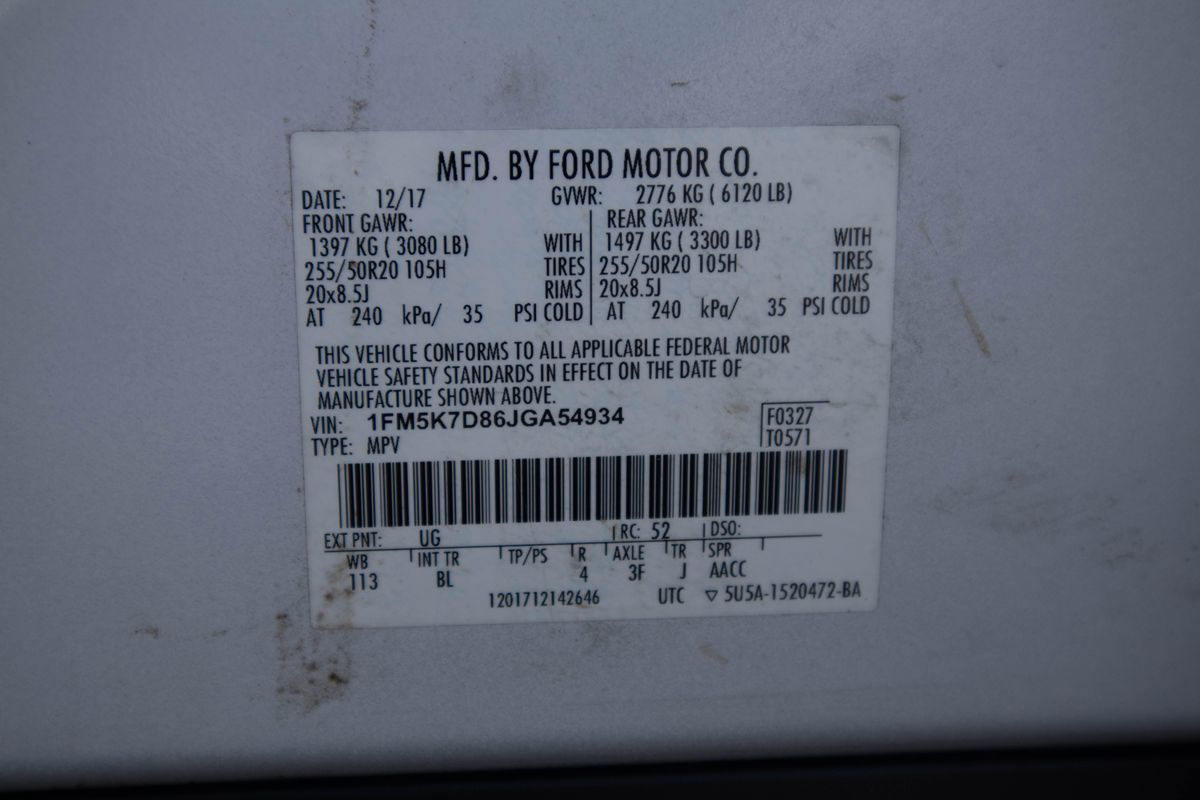 MFD. BY FORD MOTOR CO.
DATE: 12/17 GVWR: 2776 KG ( 6120 LB)
FRONT GAWR: REAR GAWR:
1397 KG ( 3080 LB) WITH 1497 KG ( 3300 LB) WITH
255/50R20 105H TIRES 255/50R20 105H TIRES
20x8.5J RIMS 20x8.5J RIMS
AT 240 kPa/ 35 PSI COLD AT 240 kPa/ 35 PSI COLD
THIS VEHICLE CONFORMS TO ALL APPLICABLE FEDERAL MOTOR
VEHICLE SAFETY STANDARDS IN EFFECT ON THE DATE OF
MANUFACTURE SHOWN ABOVE.
VIN: 1FM5K7D86JGA54934 F0327
TYPE: MPV T0571
EXT PNT: UG RC: 52 DSO:
WB INT TR TP/PS R AXLE TR SPR
113 BL 4 3F J AACC
1201712142646 UTC ▽ 5U5A-1520472-BA